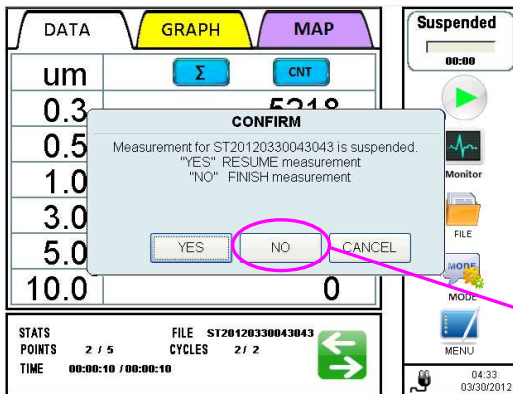 DATA GRAPH MAP
um Σ CNT
0.3 5218
0.5
1.0
3.0
5.0
10.0 0
CONFIRM
Measurement for ST20120330043043 is suspended.
"YES" RESUME measurement
"NO" FINISH measurement
YES NO CANCEL
STATS FILE ST20120330043043
POINTS 2 / 5 CYCLES 2 / 2
TIME 00:00:10 / 00:00:10
Suspended
00:00
Monitor
FILE
MODE
MODE
MENU
04:33
03/30/2012